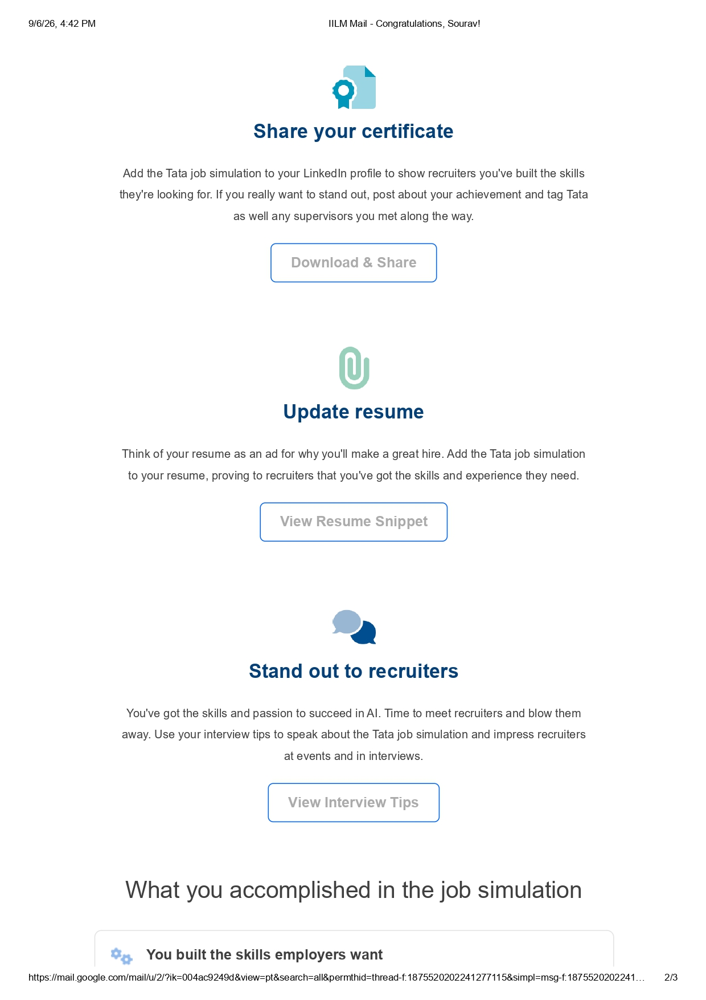 9/6/26, 4:42 PM
IILM Mail - Congratulations, Sourav!
Share your certificate
Add the Tata job simulation to your LinkedIn profile to show recruiters you've built the skills
they're looking for. If you really want to stand out, post about your achievement and tag Tata
as well any supervisors you met along the way.
Download & Share
Update resume
Think of your resume as an ad for why you'll make a great hire. Add the Tata job simulation
to your resume, proving to recruiters that you've got the skills and experience they need.
View Resume Snippet
Stand out to recruiters
You've got the skills and passion to succeed in AI. Time to meet recruiters and blow them
away. Use your interview tips to speak about the Tata job simulation and impress recruiters
at events and in interviews.
View Interview Tips
What you accomplished in the job simulation
You built the skills employers want
https://mail.google.com/mail/u/2/?ik=004ac9249d&view=pt&search=all&permthid=thread-f:1875520202241277115&simpl=msg-f:1875520202241…
2/3